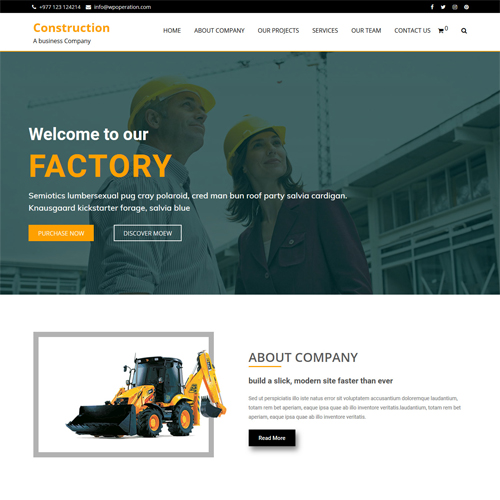 +977 123 124214 info@wpoperation.com
Construction
A business Company
HOME ABOUT COMPANY OUR PROJECTS SERVICES OUR TEAM CONTACT US 0
Welcome to our
FACTORY
Semiotics lumbersexual pug cray polaroid, cred man bun roof party salvia cardigan.
Knausgaard kickstarter forage, salvia blue
PURCHASE NOW DISCOVER MOEW
ABOUT COMPANY
build a slick, modern site faster than ever
Sed ut perspiciatis illo iste natus error sit voluptatem accusantium doloremque laudantium,
totam rem bet aperiam, eaque ipsa quae ab illo inventore veritatis.laudantium, totam rem bet
aperiam, eaque ipsa quae ab illo inventore veritatis.
Read More